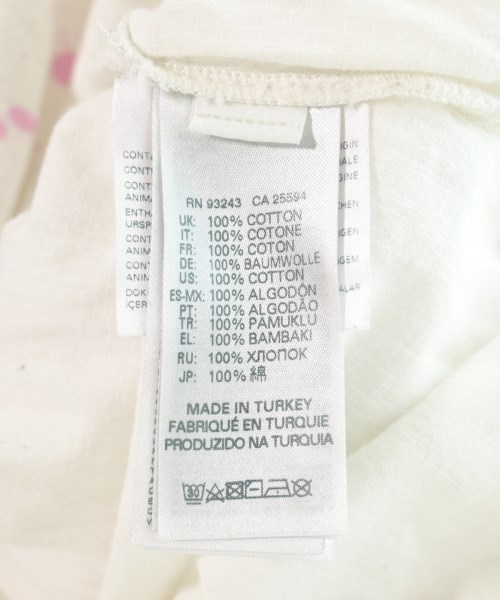 RN 93243 CA 25594
UK: 100% COTTON
IT: 100% COTONE
FR: 100% COTON
DE: 100% BAUMWOLLE
US: 100% COTTON
ES-MX: 100% ALGODÓN
PT: 100% ALGODÃO
TR: 100% PAMUKLU
EL: 100% BAMBAKI
RU: 100% ХЛОПОК
JP: 100% 綿
MADE IN TURKEY
FABRIQUÉ EN TURQUIE
PRODUZIDO NA TURQUIA
30